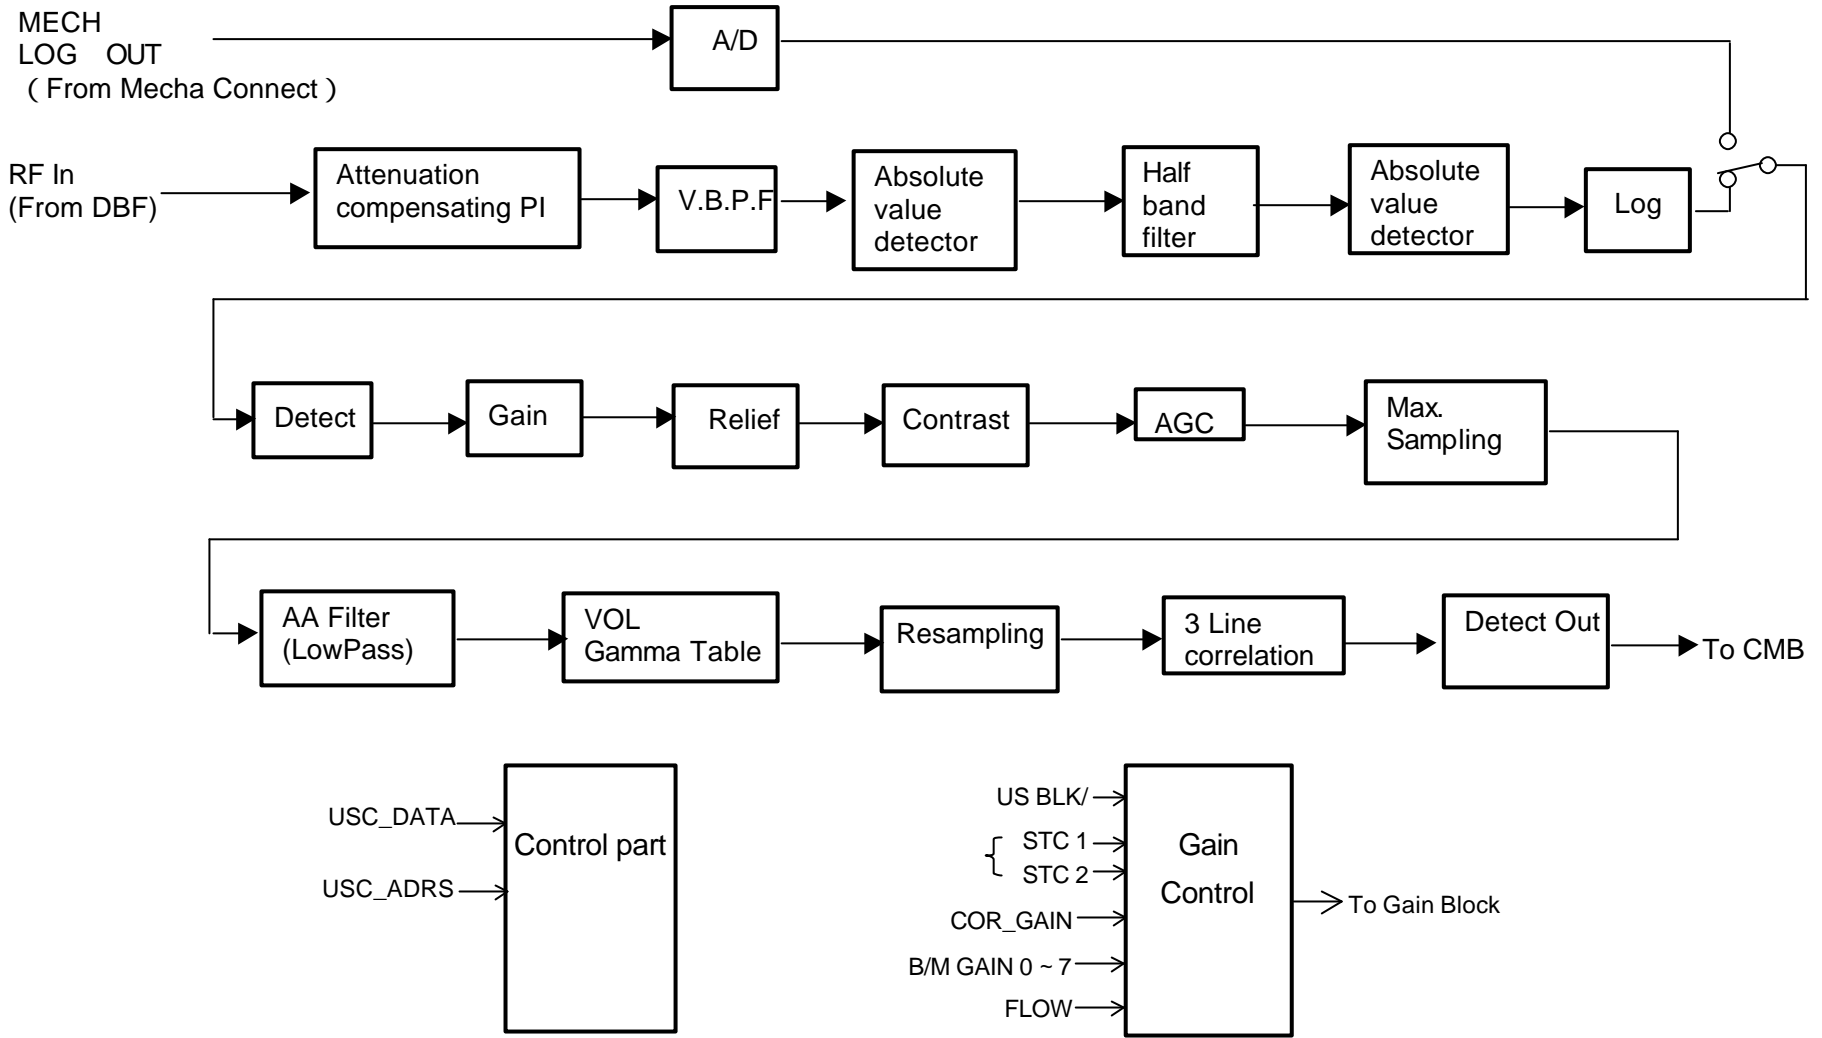 MECH
LOG OUT
( From Mecha Connect )
A/D
RF In
(From DBF)
Attenuation
compensating PI
V.B.P.F
Absolute
value
detector
Half
band
filter
Absolute
value
detector
Log
Detect
Gain
Relief
Contrast
AGC
Max.
Sampling
AA Filter
(LowPass)
VOL
Gamma Table
Resampling
3 Line
correlation
Detect Out
To CMB
USC_DATA
USC_ADRS
Control part
US BLK/
STC 1
STC 2
COR_GAIN
B/M GAIN 0 ~ 7
FLOW
Gain
Control
To Gain Block